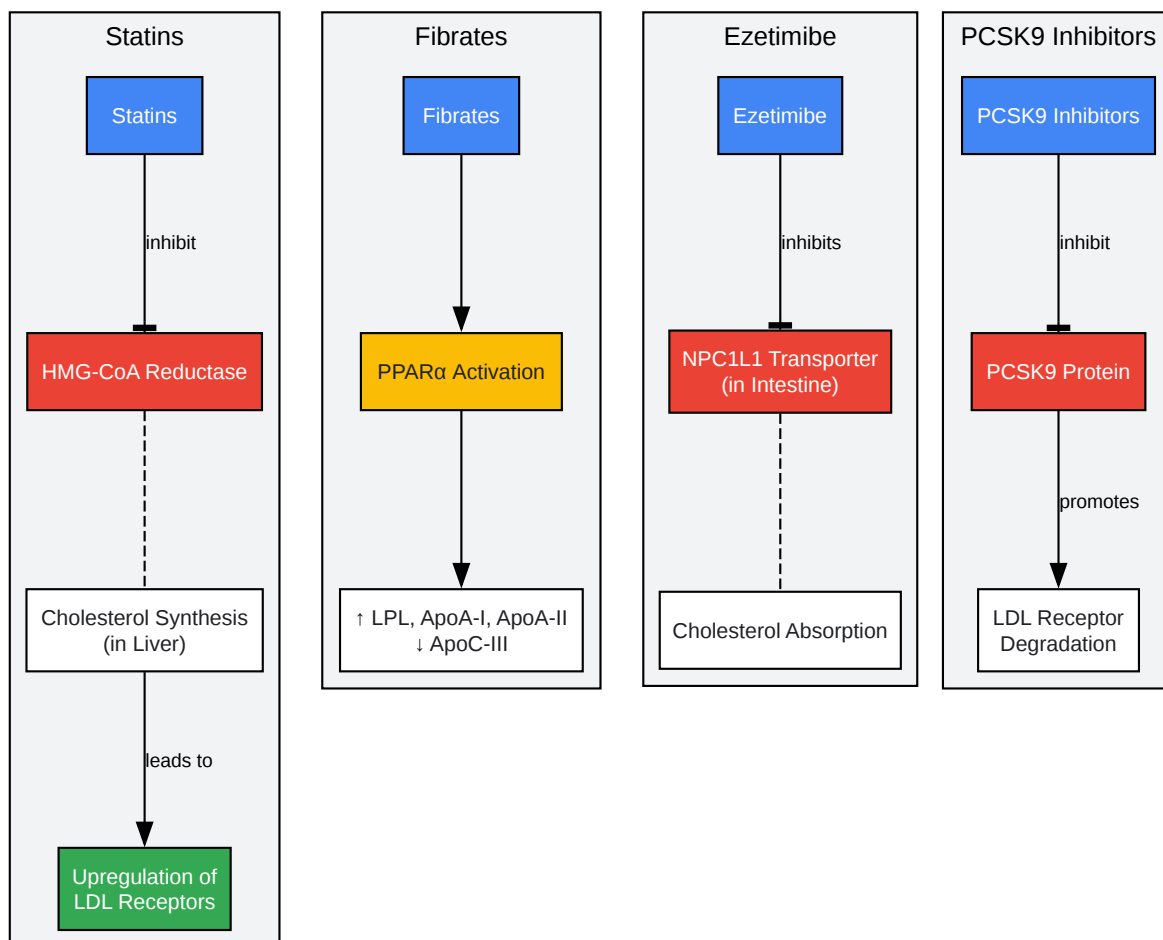 Statins
Statins
inhibit
HMG-CoA Reductase
Cholesterol Synthesis
(in Liver)
leads to
Upregulation of
LDL Receptors
Fibrates
Fibrates
PPARα Activation
↑ LPL, ApoA-I, ApoA-II
↓ ApoC-III
Ezetimibe
Ezetimibe
inhibits
NPC1L1 Transporter
(in Intestine)
Cholesterol Absorption
PCSK9 Inhibitors
PCSK9 Inhibitors
inhibit
PCSK9 Protein
promotes
LDL Receptor
Degradation